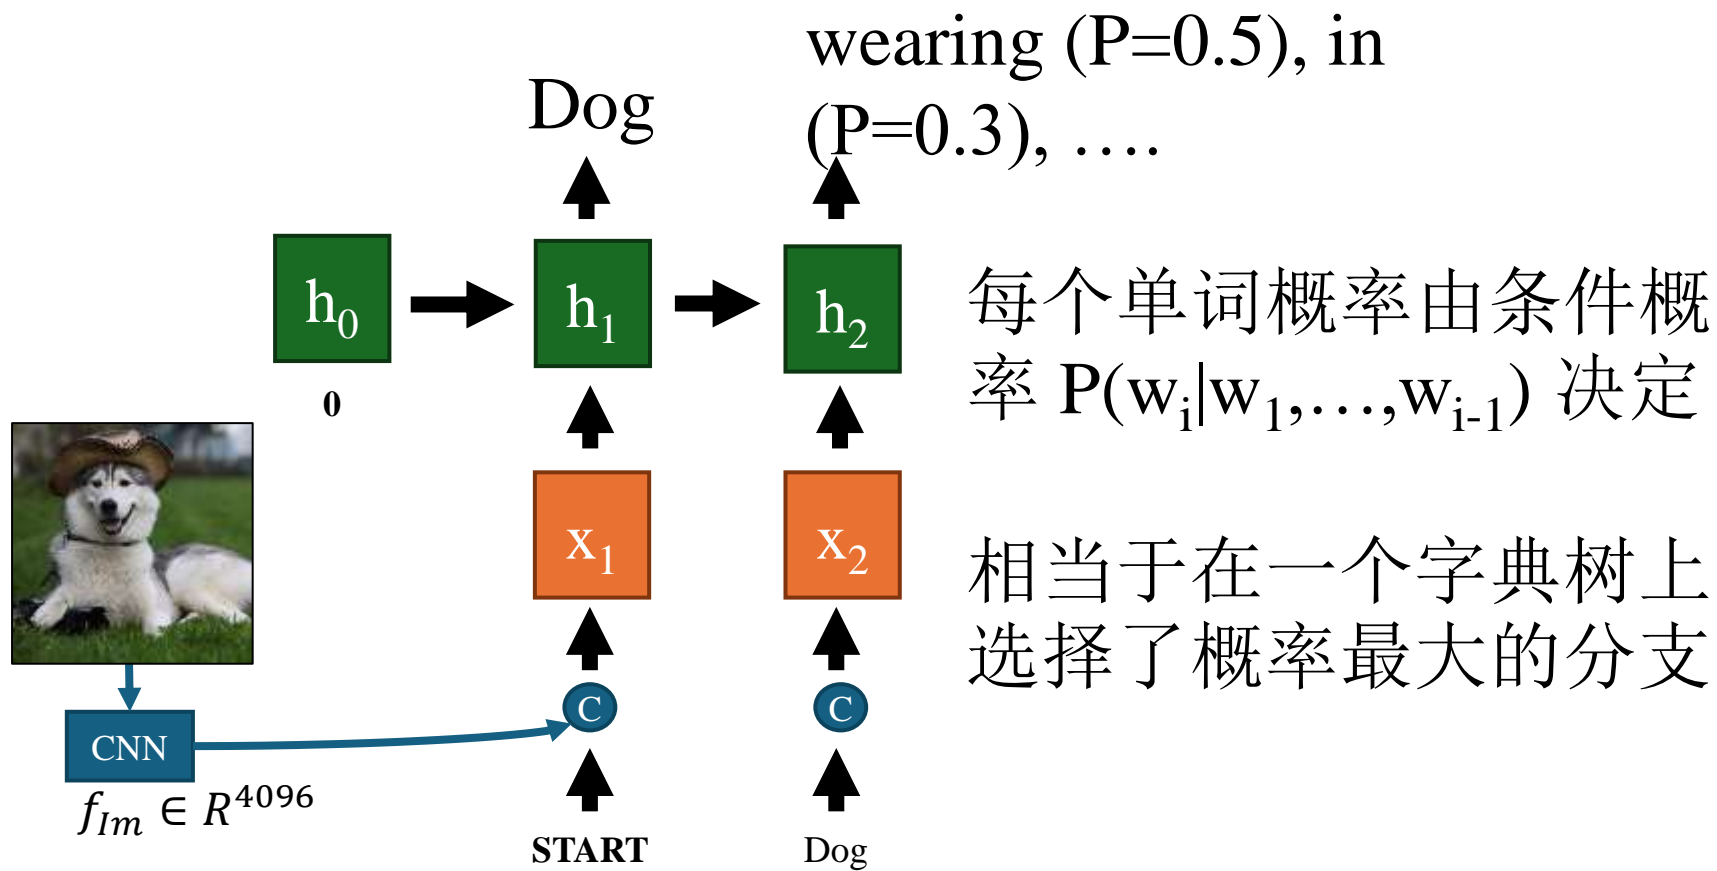 wearing (P=0.5), in
(P=0.3), ….
Dog
h₀
h₁
h₂
0
每个单词概率由条件概
率 P(wᵢ|w₁,…,wᵢ₋₁) 决定
x₁
x₂
相当于在一个字典树上
选择了概率最大的分支
C
C
CNN
f_{Im} ∈ R⁴⁰⁹⁶
START
Dog